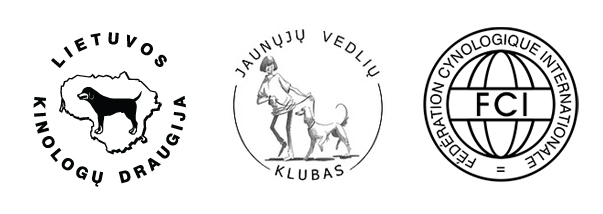 LIETUVOS
KINOLOGŲ DRAUGIJA
JAUNŲJŲ VEDLIŲ
KLUBAS
FÉDÉRATION CYNOLOGIQUE INTERNATIONALE
FCI
=